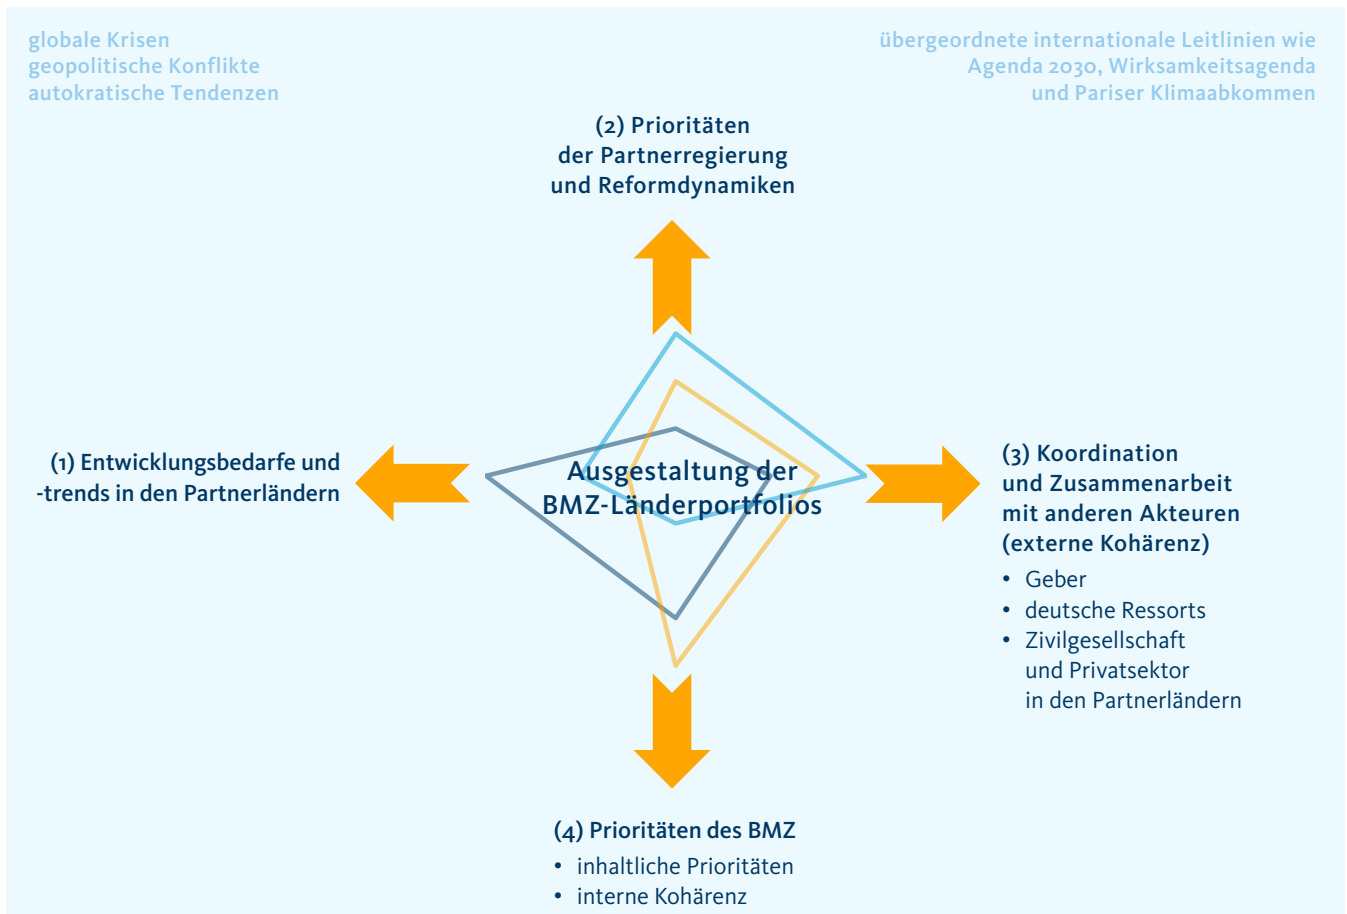 globale Krisen
geopolitische Konflikte
autokratische Tendenzen
übergeordnete internationale Leitlinien wie
Agenda 2030, Wirksamkeitsagenda
und Pariser Klimaabkommen
(2) Prioritäten
der Partnerregierung
und Reformdynamiken
(1) Entwicklungsbedarfe und
-trends in den Partnerländern
Ausgestaltung der
BMZ-Länderportfolios
(3) Koordination
und Zusammenarbeit
mit anderen Akteuren
(externe Kohärenz)
• Geber
• deutsche Ressorts
• Zivilgesellschaft
und Privatsektor
in den Partnerländern
(4) Prioritäten des BMZ
• inhaltliche Prioritäten
• interne Kohärenz